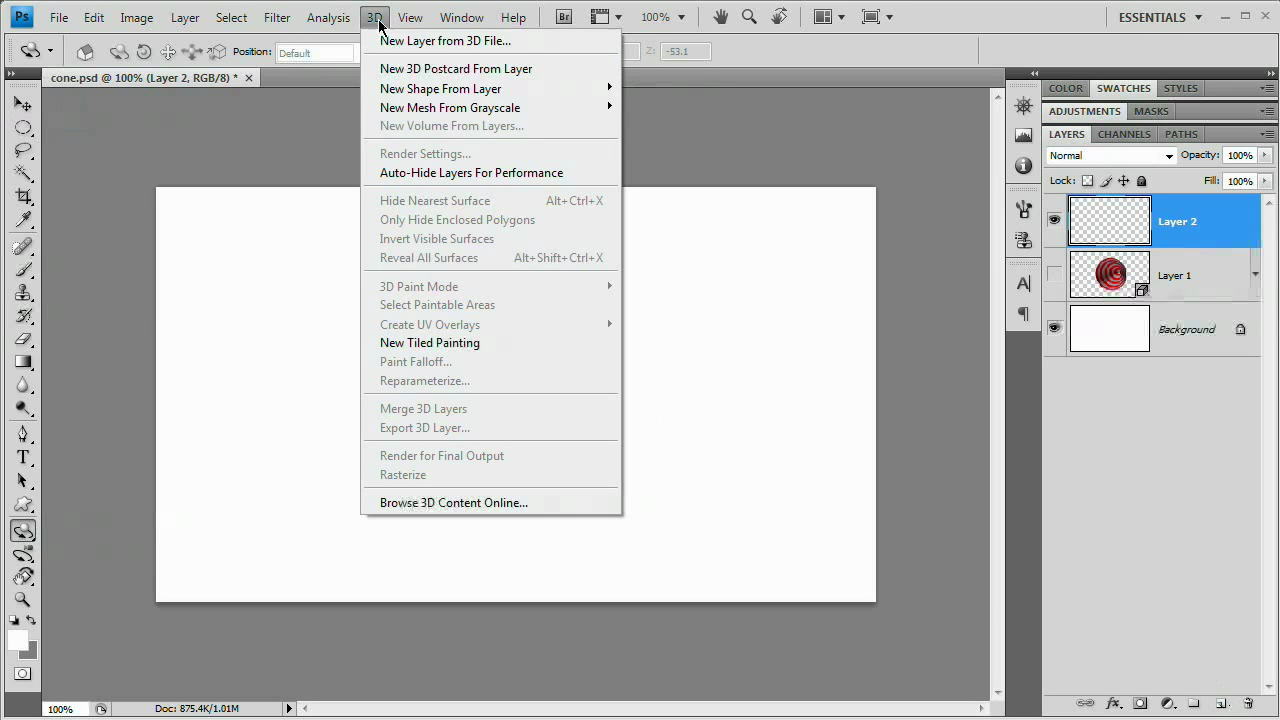 Ps File Edit Image Layer Select Filter Analysis 3D View Window Help Br 100% ESSENTIALS
Position: Default Z: -53.1
cone.psd @ 100% (Layer 2, RGB/8) *
New Layer from 3D File...
New 3D Postcard From Layer
New Shape From Layer
New Mesh From Grayscale
New Volume From Layers...
Render Settings...
Auto-Hide Layers For Performance
Hide Nearest Surface Alt+Ctrl+X
Only Hide Enclosed Polygons
Invert Visible Surfaces
Reveal All Surfaces Alt+Shift+Ctrl+X
3D Paint Mode
Select Paintable Areas
Create UV Overlays
New Tiled Painting
Paint Falloff...
Reparameterize...
Merge 3D Layers
Export 3D Layer...
Render for Final Output
Rasterize
Browse 3D Content Online...
COLOR SWATCHES STYLES
ADJUSTMENTS MASKS
LAYERS CHANNELS PATHS
Normal Opacity: 100%
Lock: Fill: 100%
Layer 2
Layer 1
Background
100% Doc: 875.4K/1.01M